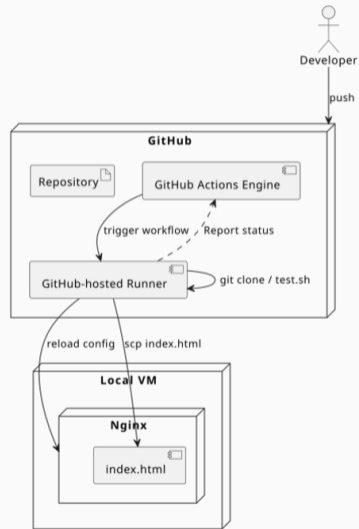 Developer
push
GitHub
Repository
GitHub Actions Engine
trigger workflow
Report status
GitHub-hosted Runner
git clone / test.sh
reload config
scp index.html
Local VM
Nginx
index.html